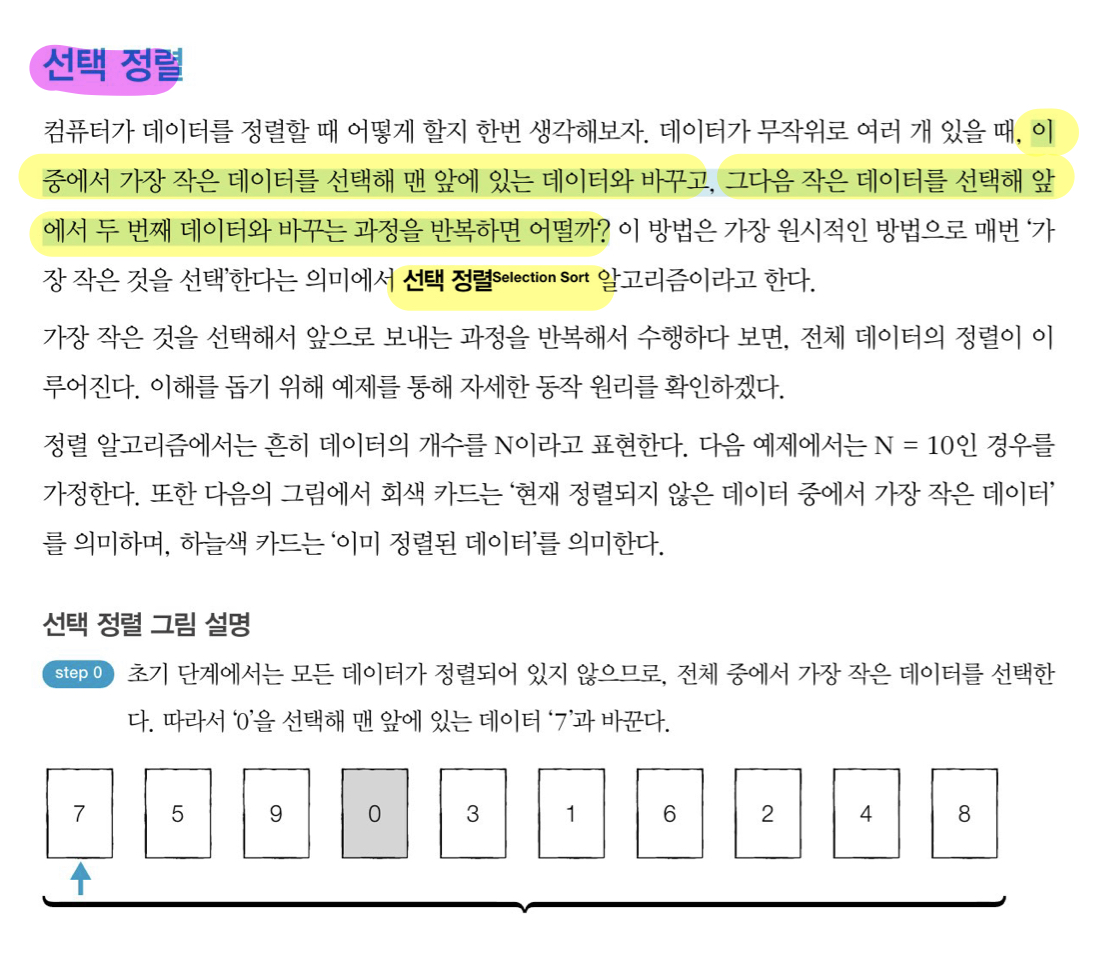 선택 정렬
컴퓨터가 데이터를 정렬할 때 어떻게 할지 한번 생각해보자. 데이터가 무작위로 여러 개 있을 때, 이
중에서 가장 작은 데이터를 선택해 맨 앞에 있는 데이터와 바꾸고, 그다음 작은 데이터를 선택해 앞
에서 두 번째 데이터와 바꾸는 과정을 반복하면 어떨까? 이 방법은 가장 원시적인 방법으로 매번 ‘가
장 작은 것을 선택’한다는 의미에서 선택 정렬Selection Sort 알고리즘이라고 한다.
가장 작은 것을 선택해서 앞으로 보내는 과정을 반복해서 수행하다 보면, 전체 데이터의 정렬이 이
루어진다. 이해를 돕기 위해 예제를 통해 자세한 동작 원리를 확인하겠다.
정렬 알고리즘에서는 흔히 데이터의 개수를 N이라고 표현한다. 다음 예제에서는 N = 10인 경우를
가정한다. 또한 다음의 그림에서 회색 카드는 ‘현재 정렬되지 않은 데이터 중에서 가장 작은 데이터’
를 의미하며, 하늘색 카드는 ‘이미 정렬된 데이터’를 의미한다.
선택 정렬 그림 설명
step 0 초기 단계에서는 모든 데이터가 정렬되어 있지 않으므로, 전체 중에서 가장 작은 데이터를 선택한
다. 따라서 ‘0’을 선택해 맨 앞에 있는 데이터 ‘7’과 바꾼다.
7 5 9 0 3 1 6 2 4 8